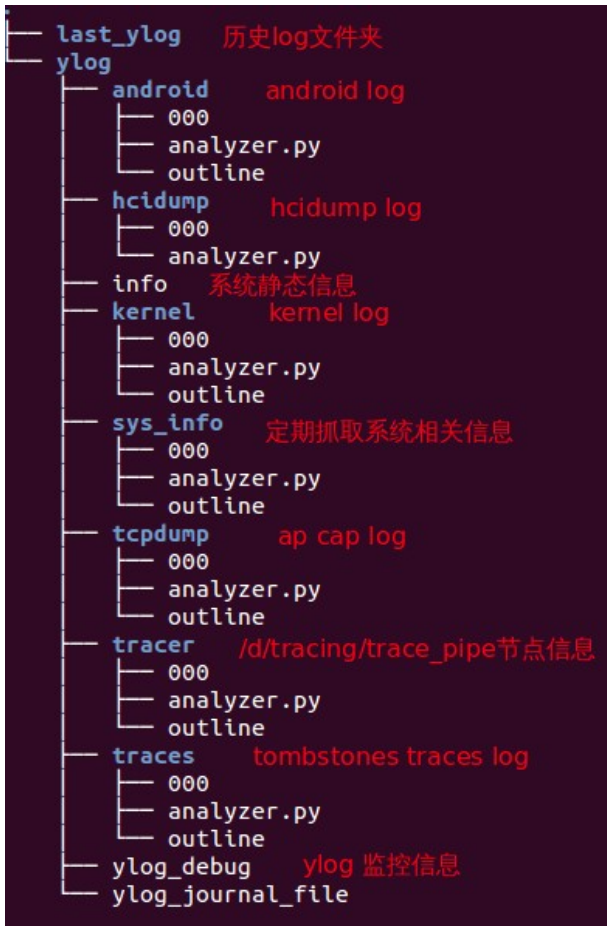 .
├── last_ylog 历史log文件夹
└── ylog
    ├── android android log
    │   ├── 000
    │   ├── analyzer.py
    │   └── outline
    ├── hcidump hcidump log
    │   ├── 000
    │   └── analyzer.py
    ├── info 系统静态信息
    ├── kernel kernel log
    │   ├── 000
    │   ├── analyzer.py
    │   └── outline
    ├── sys_info 定期抓取系统相关信息
    │   ├── 000
    │   ├── analyzer.py
    │   └── outline
    ├── tcpdump ap cap log
    │   ├── 000
    │   ├── analyzer.py
    │   └── outline
    ├── tracer /d/tracing/trace_pipe节点信息
    │   ├── 000
    │   ├── analyzer.py
    │   └── outline
    ├── traces tombstones traces log
    │   ├── 000
    │   ├── analyzer.py
    │   └── outline
    ├── ylog_debug ylog 监控信息
    └── ylog_journal_file